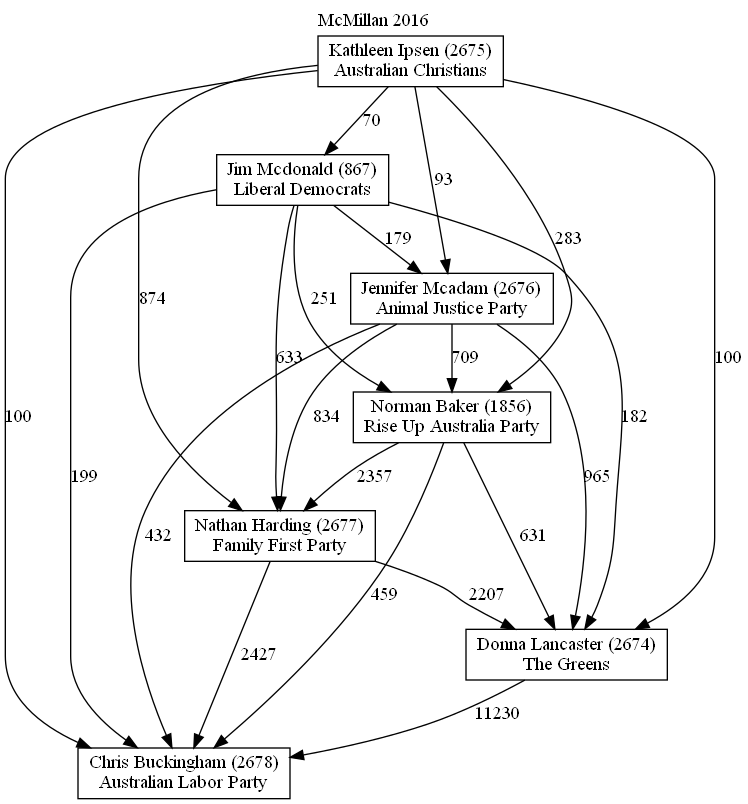 McMillan 2016
Kathleen Ipsen (2675)
Australian Christians
70
Jim Mcdonald (867)
Liberal Democrats
93
179
283
Jennifer Mcadam (2676)
Animal Justice Party
874
251
633
709
100
Norman Baker (1856)
Rise Up Australia Party
100
834
182
199
2357
965
Nathan Harding (2677)
Family First Party
432
631
459
2207
Donna Lancaster (2674)
The Greens
2427
11230
Chris Buckingham (2678)
Australian Labor Party